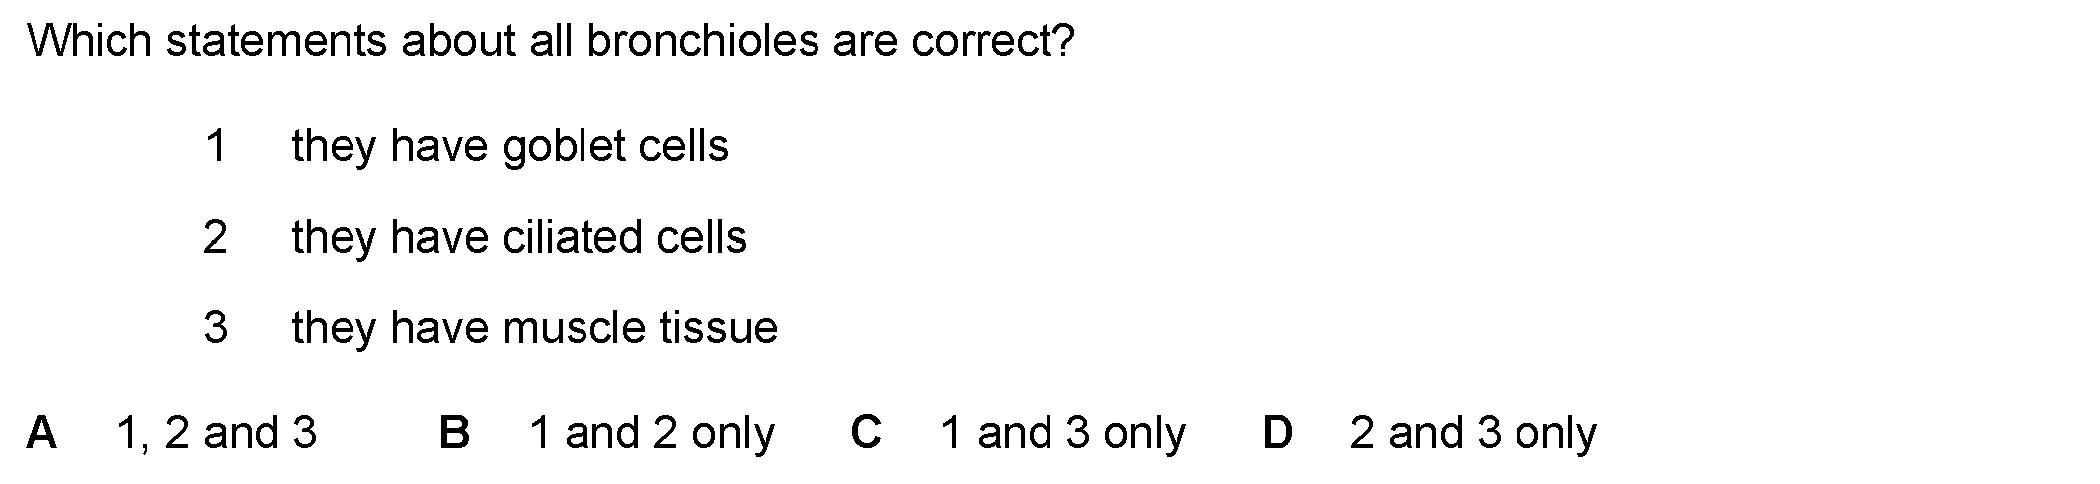 Which statements about all bronchioles are correct?
1 they have goblet cells
2 they have ciliated cells
3 they have muscle tissue
A 1, 2 and 3 B 1 and 2 only C 1 and 3 only D 2 and 3 only